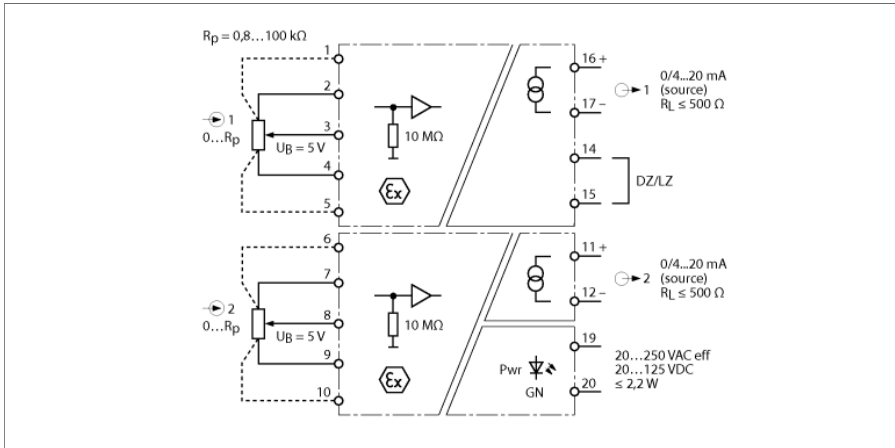 Rp = 0,8...100 kΩ
1
2
1
0...Rp
3
UB = 5 V
4
5
10 MΩ
Ex
16 +
17 –
1
0/4...20 mA
(source)
RL ≤ 500 Ω
14
15
DZ/LZ
6
7
2
0...Rp
8
UB = 5 V
9
10
10 MΩ
Ex
11 +
12 –
2
0/4...20 mA
(source)
RL ≤ 500 Ω
Pwr
GN
19
20
20...250 VAC eff
20...125 VDC
≤ 2,2 W